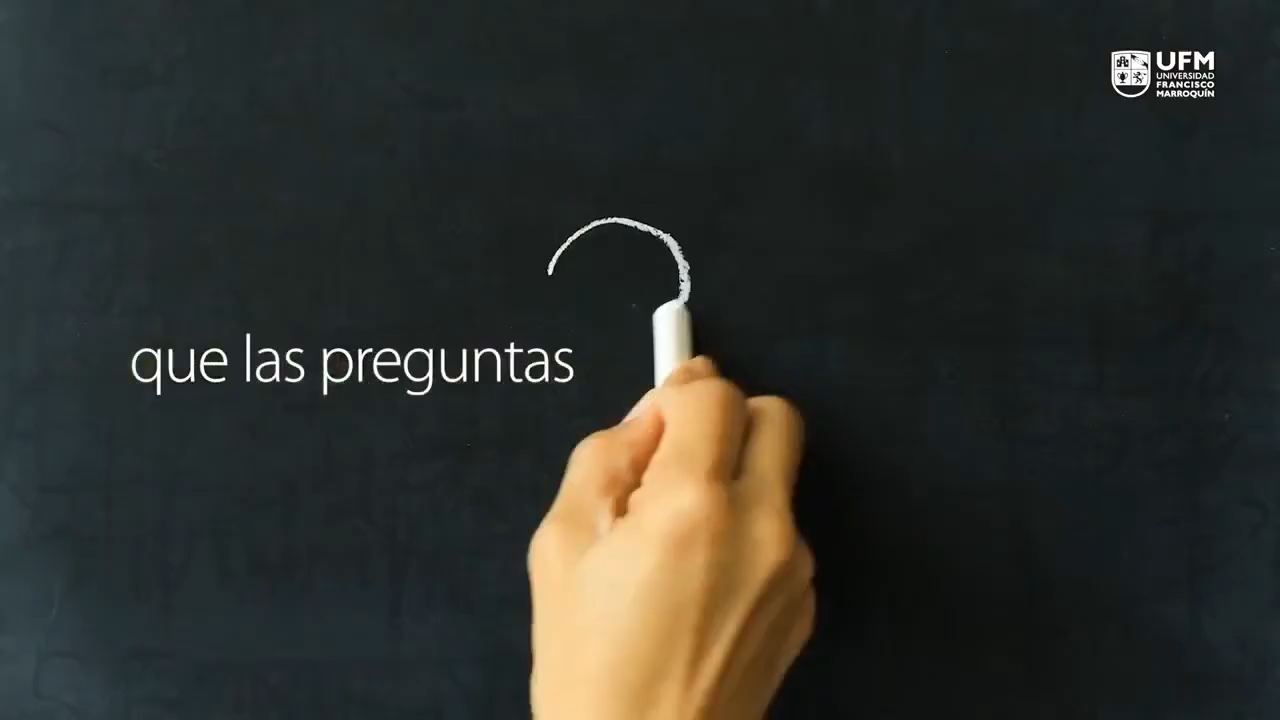 UFM
UNIVERSIDAD
FRANCISCO
MARROQUÍN
que las preguntas